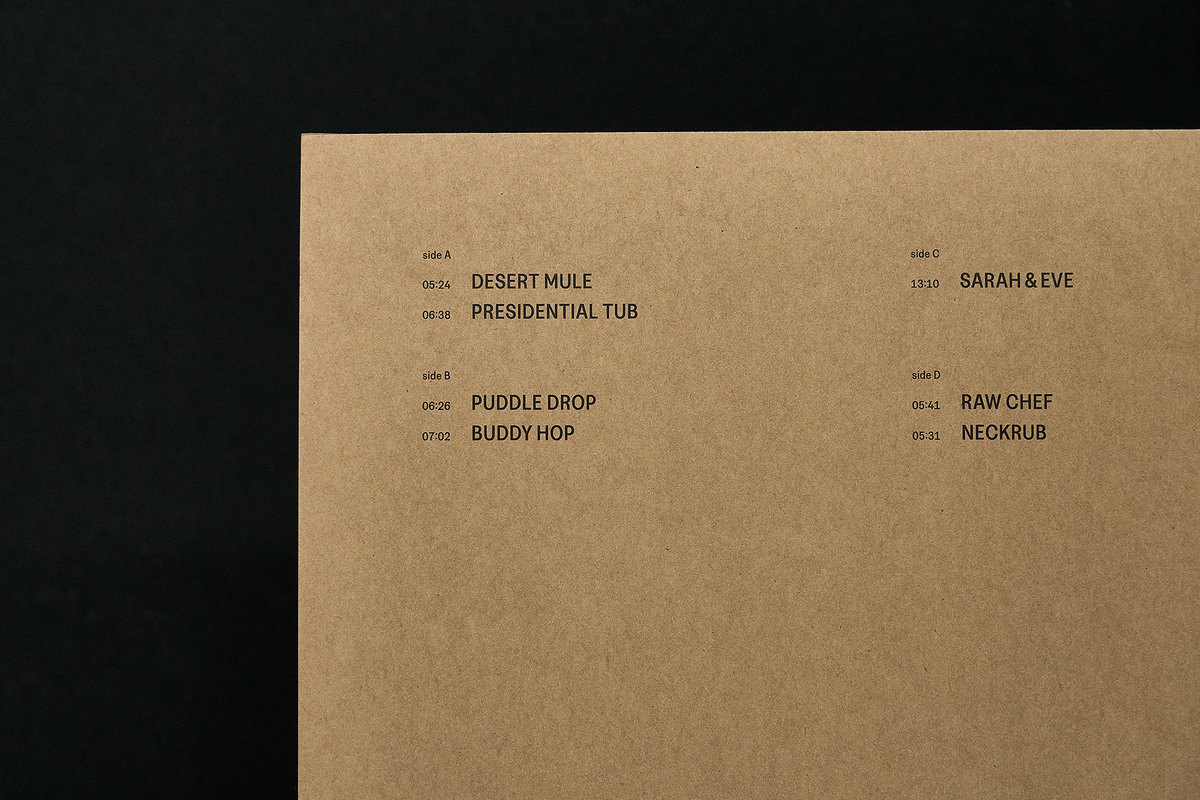 side A
05:24 DESERT MULE
06:38 PRESIDENTIAL TUB
side B
06:26 PUDDLE DROP
07:02 BUDDY HOP
side C
13:10 SARAH & EVE
side D
05:41 RAW CHEF
05:31 NECKRUB